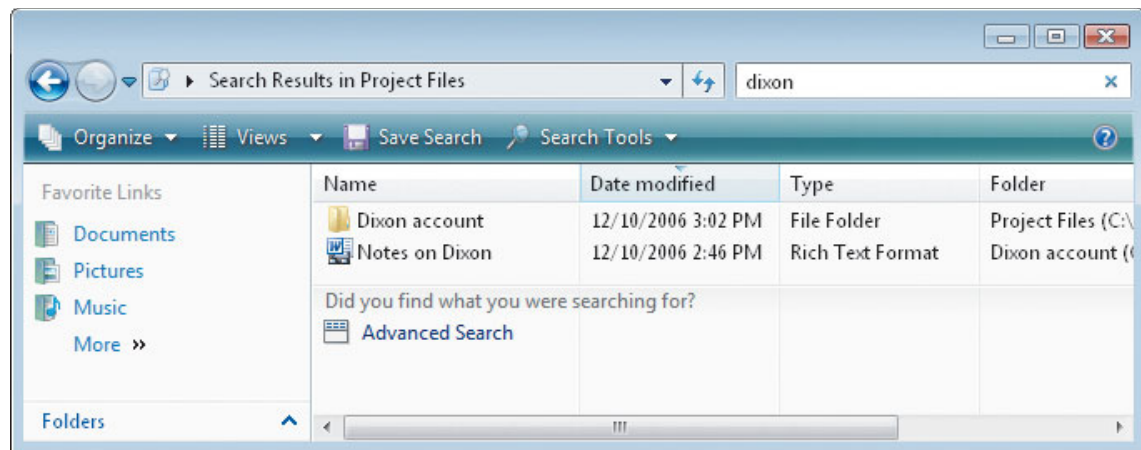 Search Results in Project Files dixon
Organize Views Save Search Search Tools
Favorite Links
Documents
Pictures
Music
More »
Folders
Name Date modified Type Folder
Dixon account 12/10/2006 3:02 PM File Folder Project Files (C:\
Notes on Dixon 12/10/2006 2:46 PM Rich Text Format Dixon account (
Did you find what you were searching for?
Advanced Search